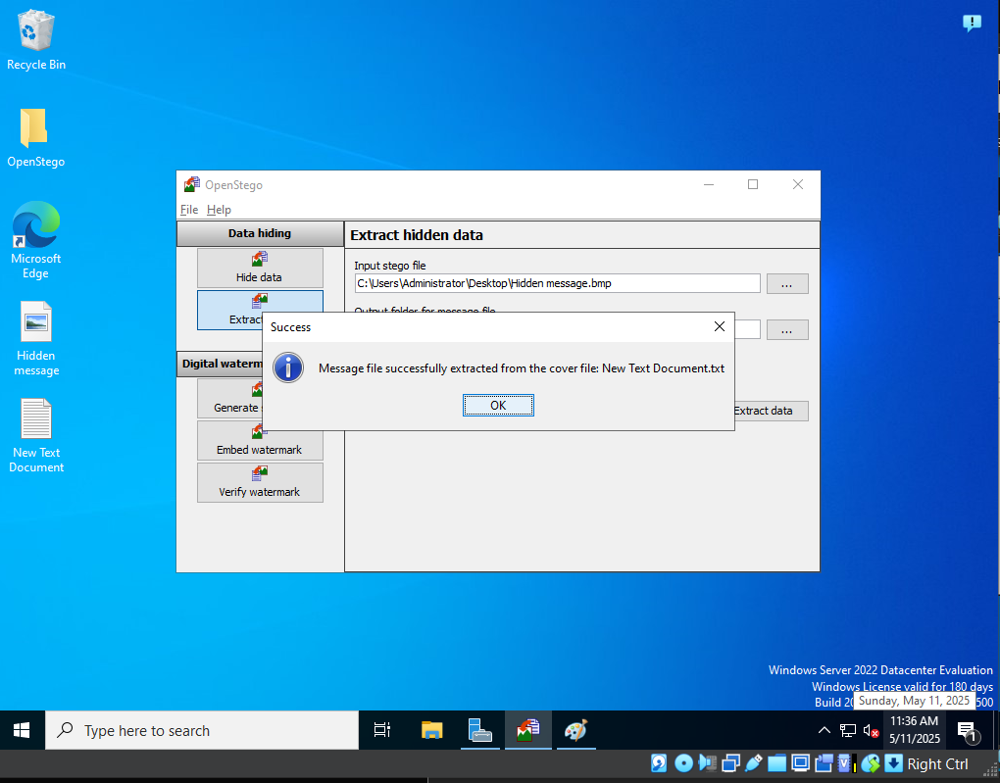 Recycle Bin
OpenStego
Microsoft
Edge
Hidden
message
New Text
Document
OpenStego
File Help
Data hiding
Hide data
Extract
Digital waterm
Generate
Embed watermark
Verify watermark
Extract hidden data
Input stego file
C:\Users\Administrator\Desktop\Hidden message.bmp
...
Output folder for message file
...
Extract data
Success
Message file successfully extracted from the cover file: New Text Document.txt
OK
Windows Server 2022 Datacenter Evaluation
Windows License valid for 180 days
Build 20
500
Sunday, May 11, 2025
Type here to search
11:36 AM
5/11/2025
1
Right Ctrl